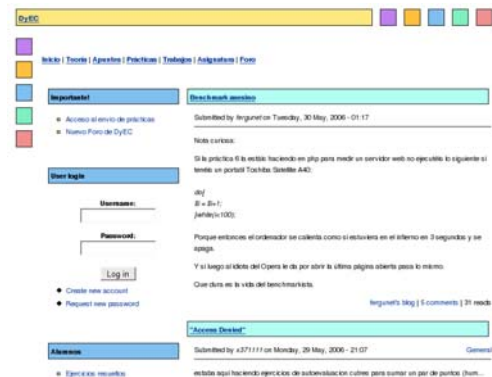 DyEC
Inicio | Teoría | Apuntes | Prácticas | Trabajos | Asignatura | Foro
Importante!
Acceso al envío de prácticas
Nuevo Foro de DyEC
User login
Username:
Password:
Log in
Create new account
Request new password
Alumnos
Ejercicios resueltos
Benchmark asesino
Submitted by fergunet on Tuesday, 30 May, 2006 - 01:17
Nota curiosa:
Si la práctica 6 la estáis haciendo en php para medir un servidor web no ejecutéis lo siguiente si
tenéis un portatil Toshiba Satellite A40:
do{
$i = $i+1;
}while(i<100);
Porque entonces el ordenador se calienta como si estuviera en el infierno en 3 segundos y se
apaga.
Y si luego al idiota del Opera le da por abrir la última página abierta pasa lo mismo.
Que dura es la vida del benchmarkista.
fergunet's blog | 5 comments | 31 reads
"Access Denied"
Submitted by x371111 on Monday, 29 May, 2006 - 21:07
General
estaba aquí haciendo ejercicios de autoevaluacion cutres para sumar un par de puntos (hum...